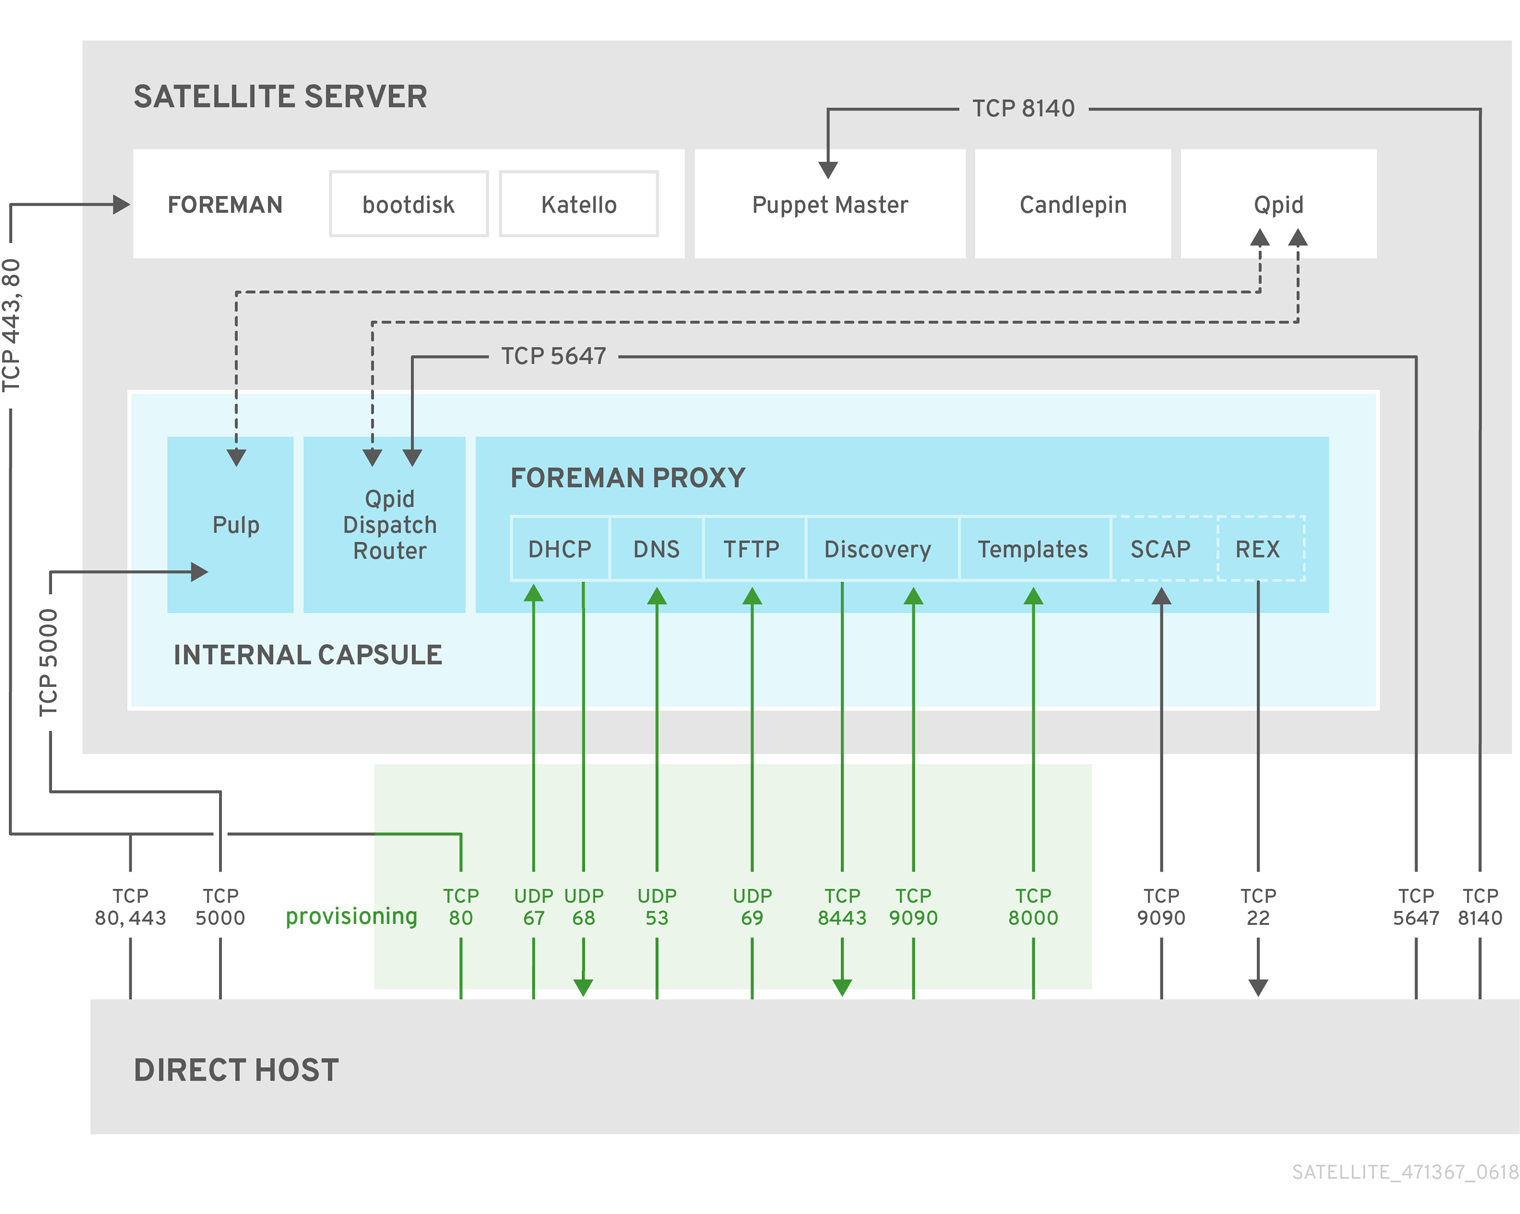 SATELLITE SERVER
TCP 8140
FOREMAN
bootdisk
Katello
Puppet Master
Candlepin
Qpid
TCP 443, 80
TCP 5647
FOREMAN PROXY
Pulp
Qpid
Dispatch
Router
DHCP
DNS
TFTP
Discovery
Templates
SCAP
REX
INTERNAL CAPSULE
TCP 5000
TCP
80, 443
TCP
5000
provisioning
TCP
80
UDP
67
UDP
68
UDP
53
UDP
69
TCP
8443
TCP
9090
TCP
8000
TCP
9090
TCP
22
TCP
5647
TCP
8140
DIRECT HOST
SATELLITE_471367_0618